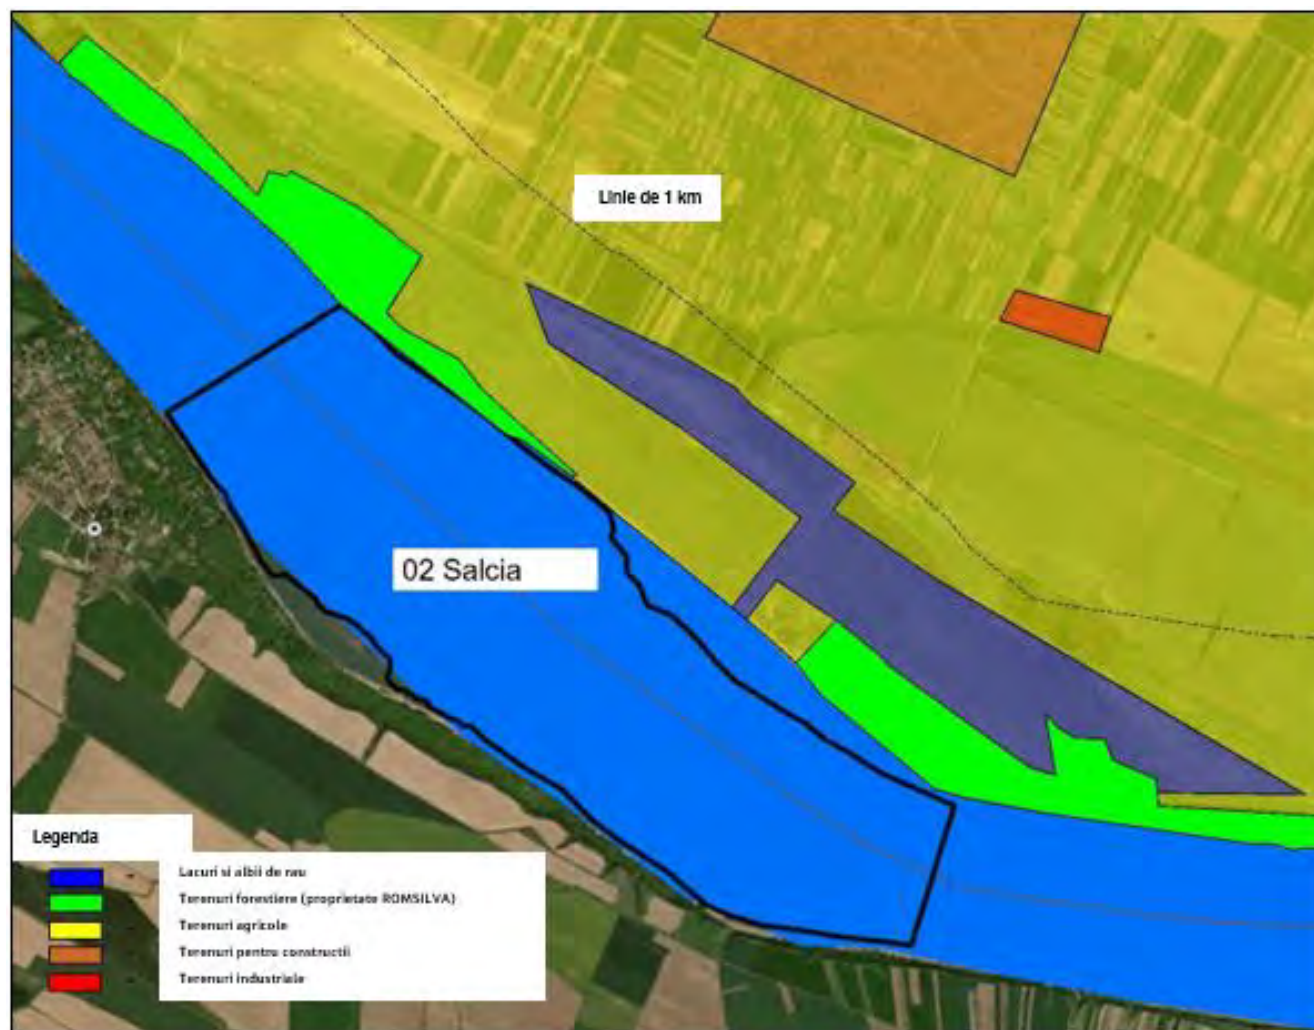 Linie de 1 km
02 Salcia
Legenda
Lacuri si albii de rau
Terenuri forestiere (proprietate ROMSILVA)
Terenuri agricole
Terenuri pentru constructii
Terenuri industriale